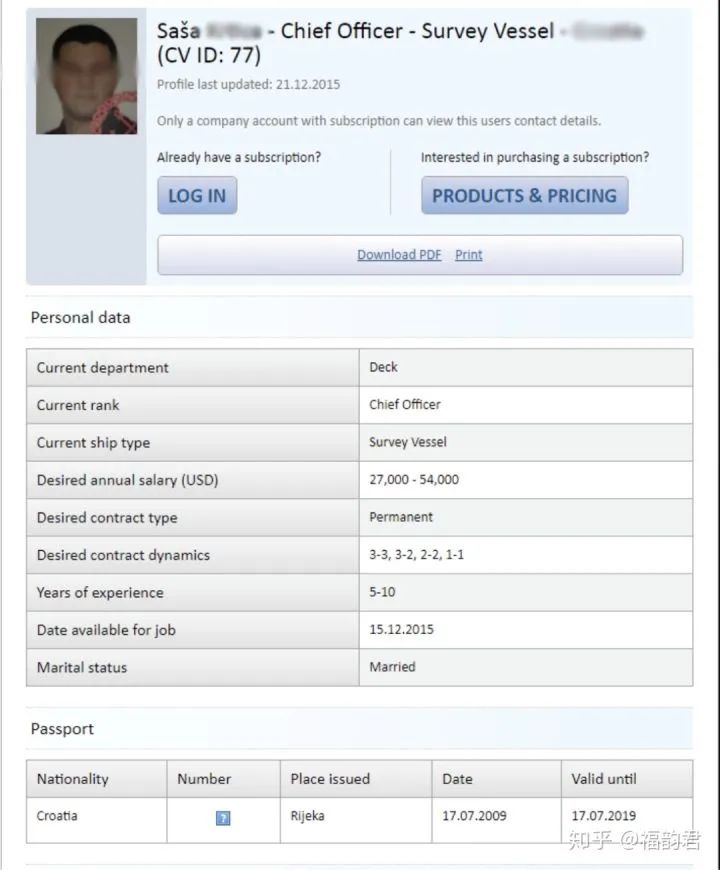 Saša - Chief Officer - Survey Vessel -
(CV ID: 77)
Profile last updated: 21.12.2015
Only a company account with subscription can view this users contact details.
Already have a subscription?
Interested in purchasing a subscription?
LOG IN
PRODUCTS & PRICING
Download PDF Print
Personal data
Current department Deck
Current rank Chief Officer
Current ship type Survey Vessel
Desired annual salary (USD) 27,000 - 54,000
Desired contract type Permanent
Desired contract dynamics 3-3, 3-2, 2-2, 1-1
Years of experience 5-10
Date available for job 15.12.2015
Marital status Married
Passport
Nationality Number Place issued Date Valid until
Croatia ? Rijeka 17.07.2009 17.07.2019
知乎 @福韵君